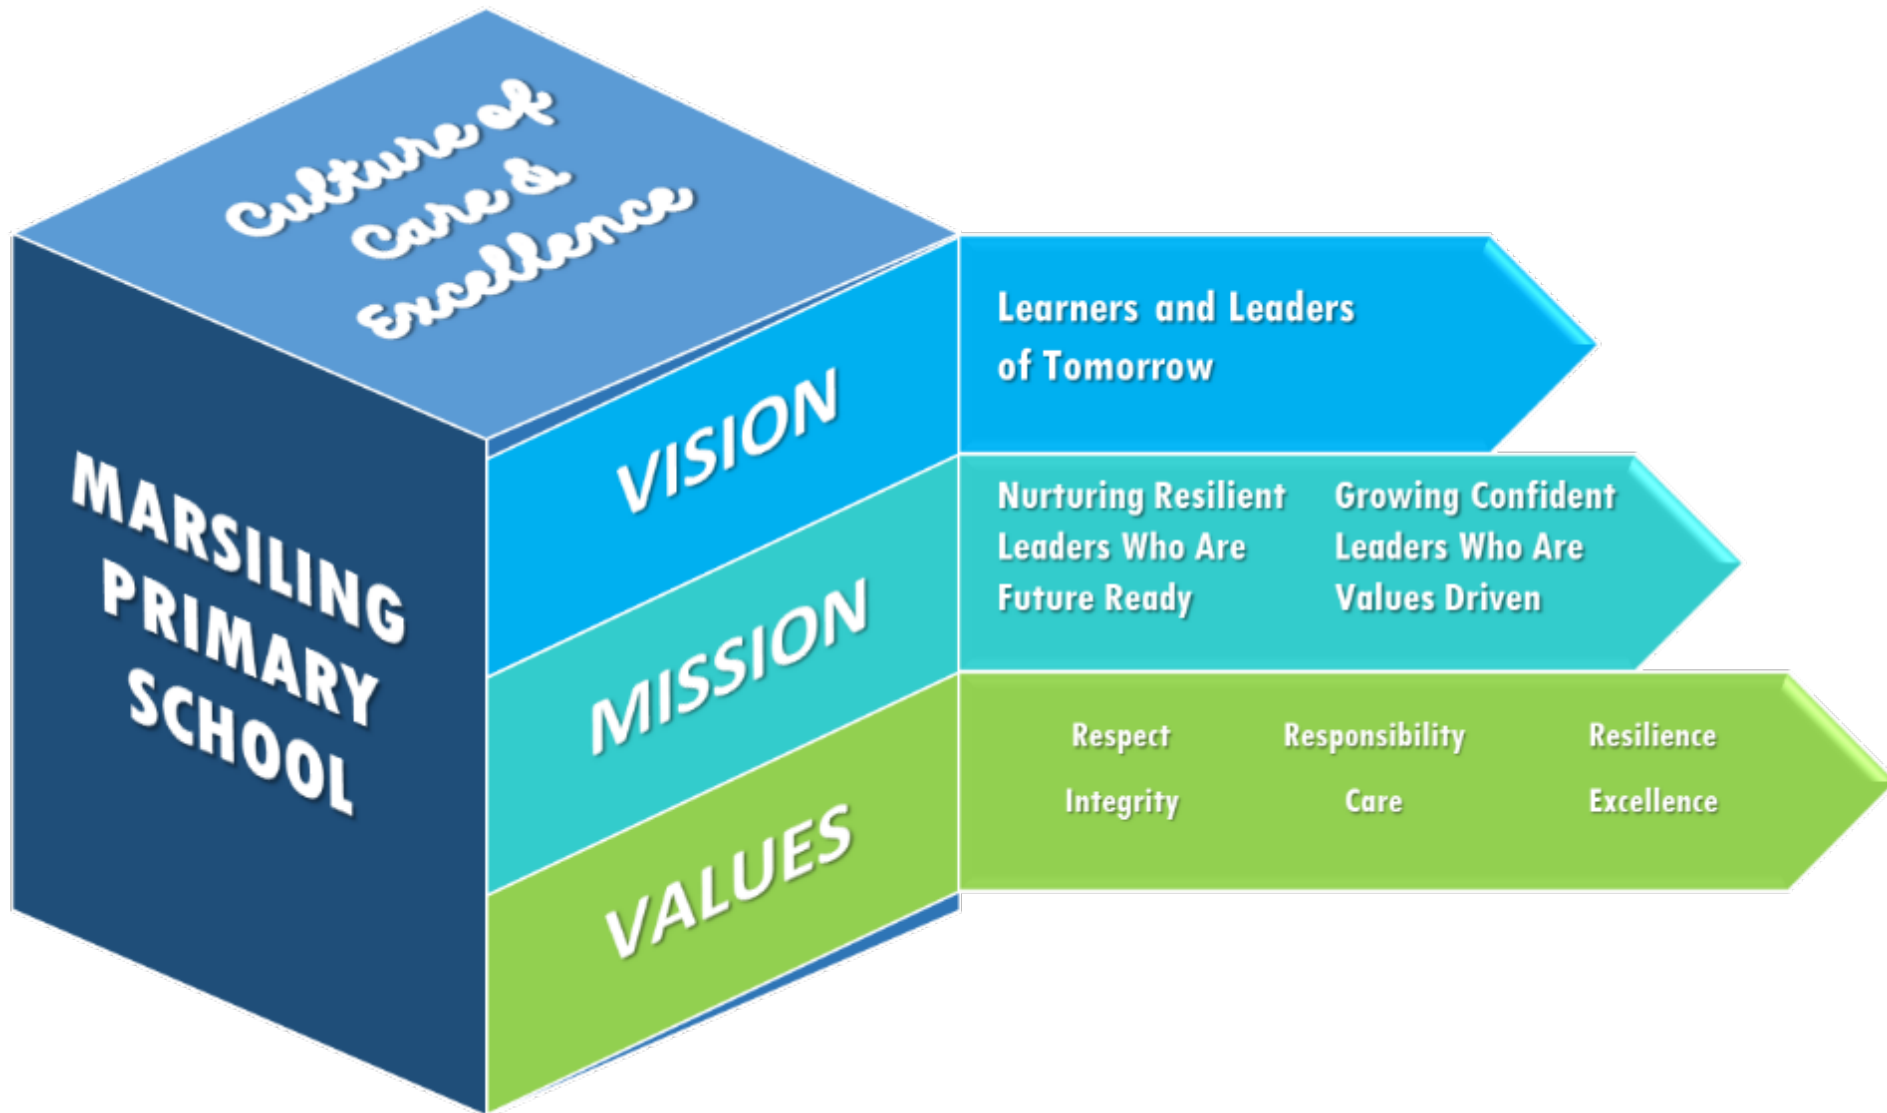 Culture of
Care &
Excellence
MARSILING
PRIMARY
SCHOOL
VISION
Learners and Leaders
of Tomorrow
MISSION
Nurturing Resilient
Leaders Who Are
Future Ready
Growing Confident
Leaders Who Are
Values Driven
VALUES
Respect Responsibility Resilience
Integrity Care Excellence